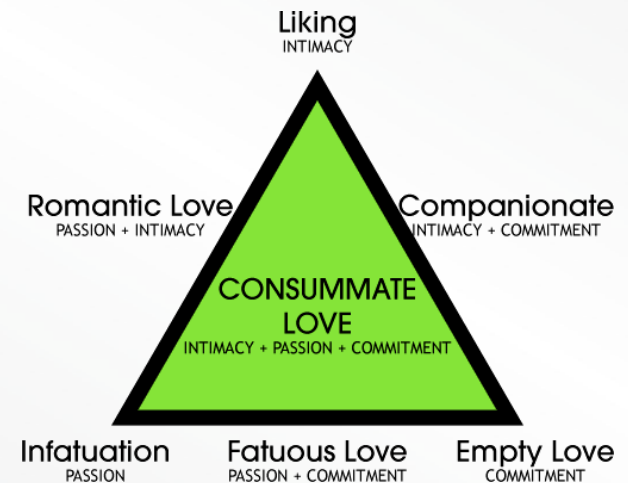 Liking
INTIMACY
Romantic Love
PASSION + INTIMACY
Companionate
INTIMACY + COMMITMENT
CONSUMMATE
LOVE
INTIMACY + PASSION + COMMITMENT
Infatuation
PASSION
Fatuous Love
PASSION + COMMITMENT
Empty Love
COMMITMENT